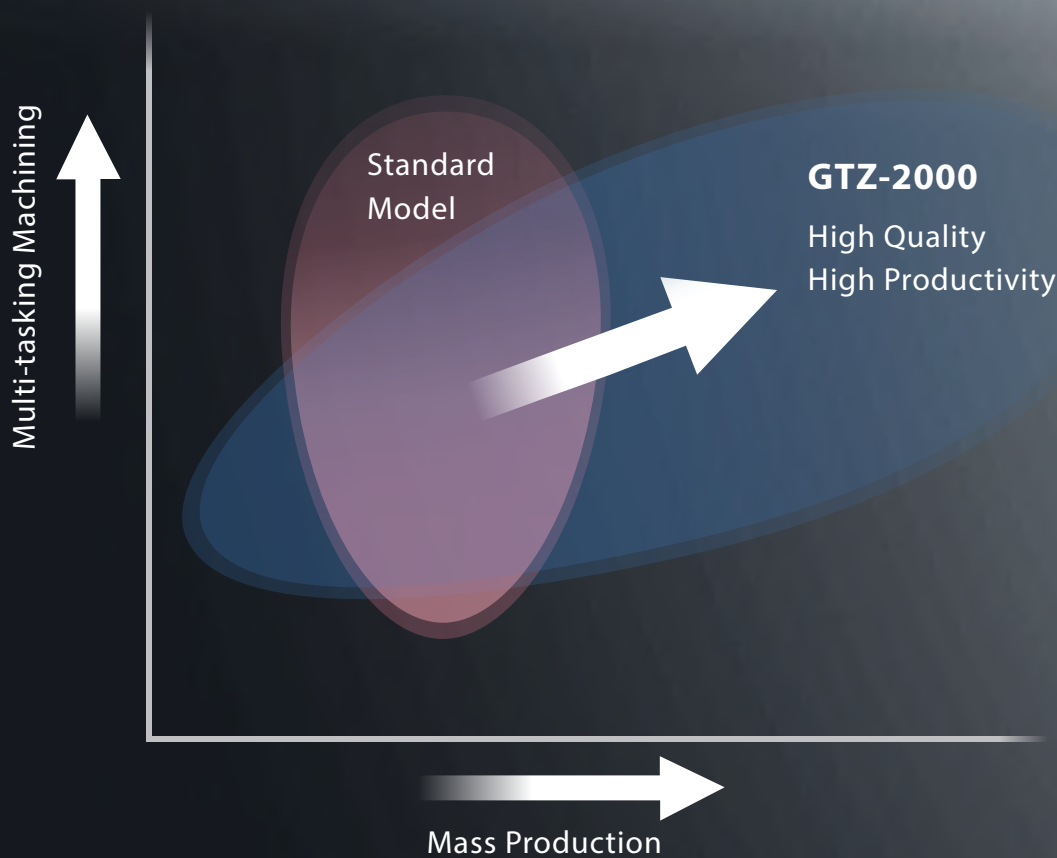 Multi-tasking Machining
Standard
Model
GTZ-2000
High Quality
High Productivity
Mass Production